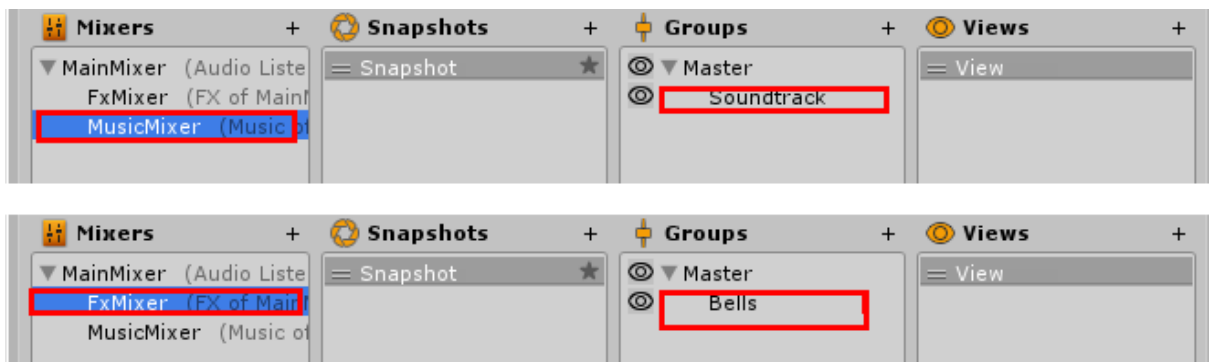 Mixers + Snapshots + Groups + Views +
MainMixer (Audio Liste Snapshot Master View
FxMixer (FX of Main Soundtrack
MusicMixer (Music of
Mixers + Snapshots + Groups + Views +
MainMixer (Audio Liste Snapshot Master View
FxMixer (FX of Main Bells
MusicMixer (Music of